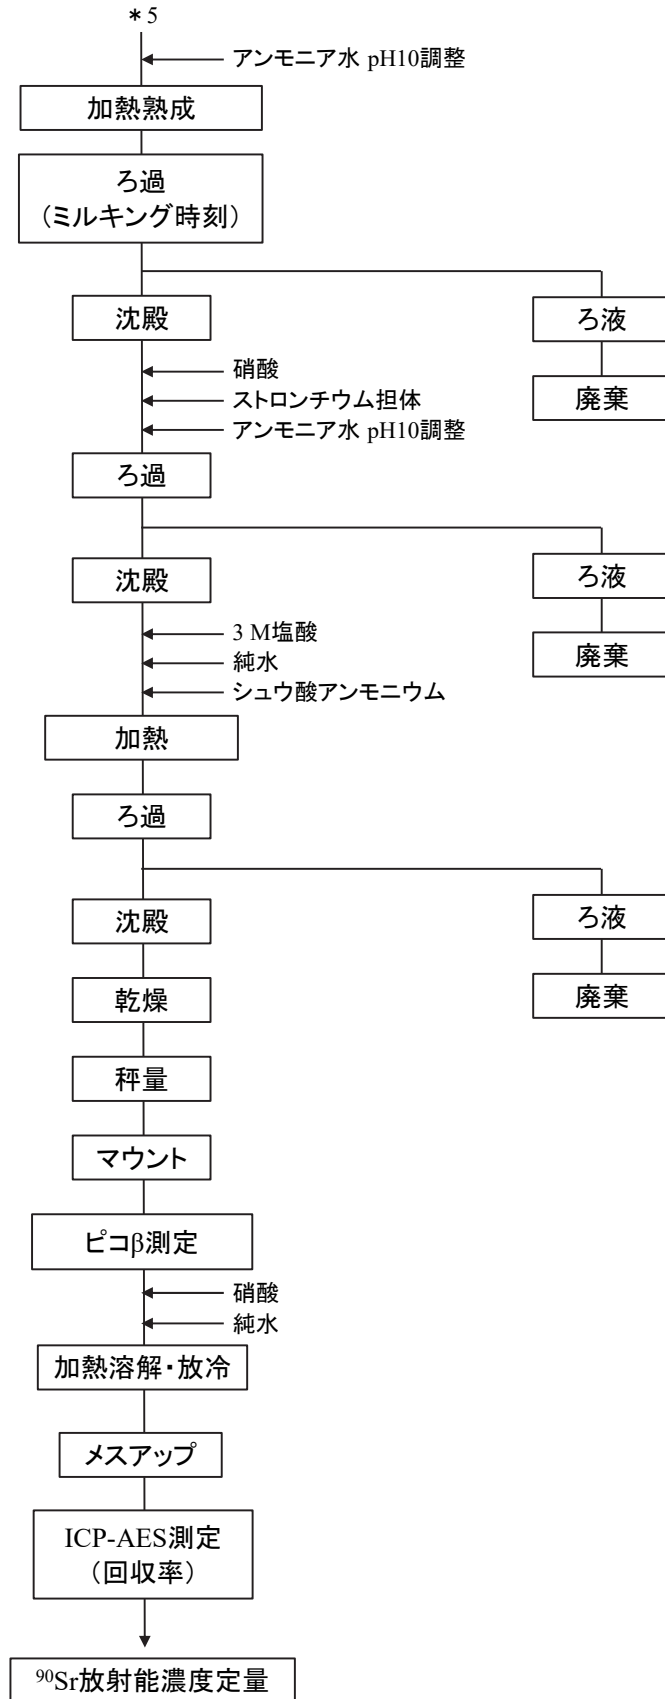 ＊5
アンモニア水 pH10調整
加熱熟成
ろ過
（ミルキング時刻）
沈殿
ろ液
硝酸
廃棄
ストロンチウム担体
アンモニア水 pH10調整
ろ過
沈殿
ろ液
3 M塩酸
廃棄
純水
シュウ酸アンモニウム
加熱
ろ過
沈殿
ろ液
乾燥
廃棄
秤量
マウント
ピコβ測定
硝酸
純水
加熱溶解・放冷
メスアップ
ICP-AES測定
（回収率）
⁹⁰Sr放射能濃度定量